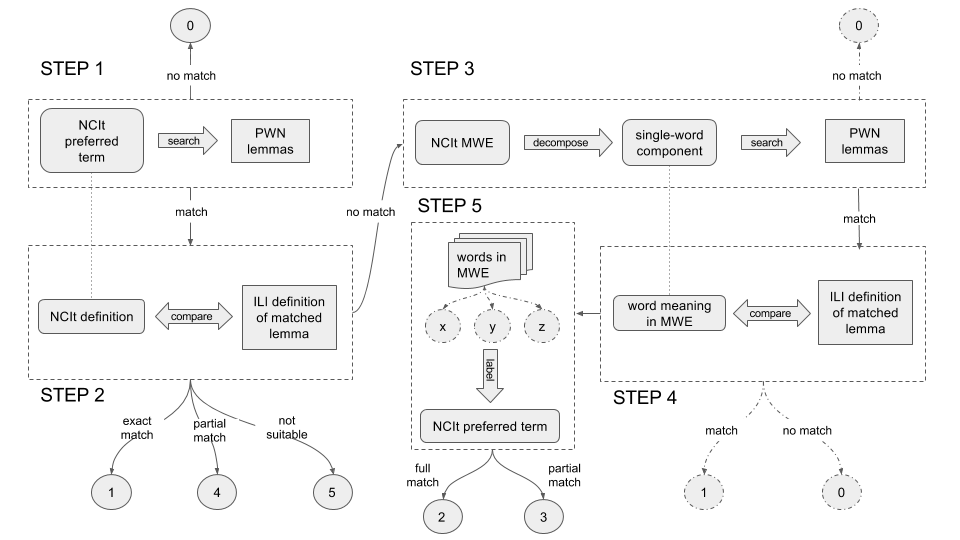 0
no match
STEP 1
NCIt
preferred
term
search
PWN
lemmas
match
NCIt definition
compare
ILI definition
of matched
lemma
STEP 2
exact
match
partial
match
not
suitable
1
4
5
no match
STEP 3
0
no match
NCIt MWE
decompose
single-word
component
search
PWN
lemmas
match
word meaning
in MWE
compare
ILI definition
of matched
lemma
STEP 4
match
no match
1
0
STEP 5
words in
MWE
x
y
z
label
NCIt preferred term
full
match
partial
match
2
3